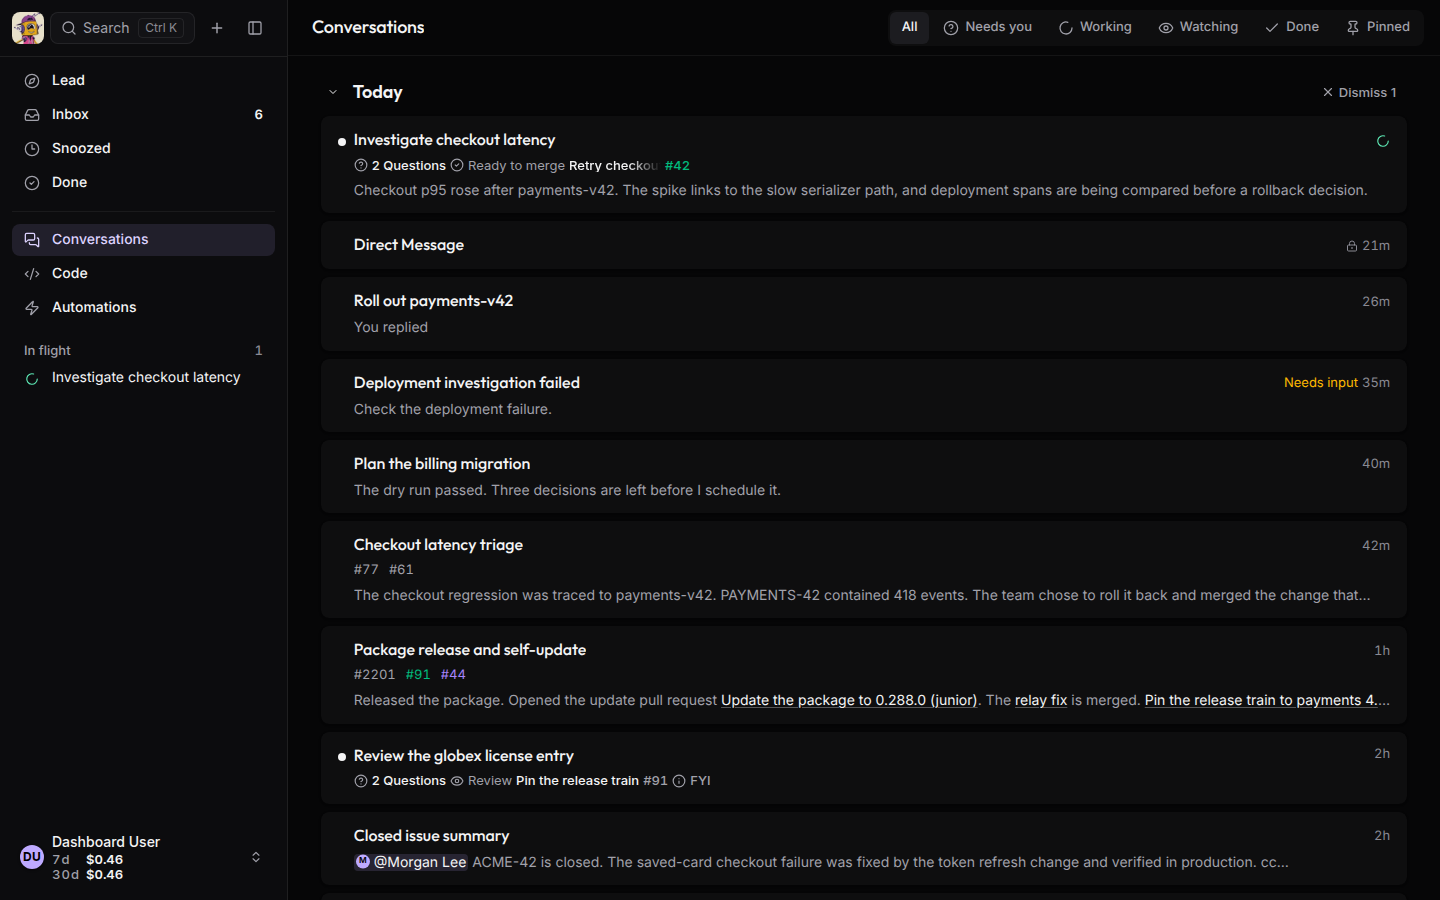 Search Ctrl K
Lead
Inbox 6
Snoozed
Done
Conversations
Code
Automations
In flight 1
Investigate checkout latency
DU Dashboard User
7d $0.46
30d $0.46
Conversations
All Needs you Working Watching Done Pinned
Today Dismiss 1
Investigate checkout latency
2 Questions Ready to merge Retry checkou #42
Checkout p95 rose after payments-v42. The spike links to the slow serializer path, and deployment spans are being compared before a rollback decision.
Direct Message 21m
Roll out payments-v42 26m
You replied
Deployment investigation failed Needs input 35m
Check the deployment failure.
Plan the billing migration 40m
The dry run passed. Three decisions are left before I schedule it.
Checkout latency triage 42m
#77 #61
The checkout regression was traced to payments-v42. PAYMENTS-42 contained 418 events. The team chose to roll it back and merged the change that...
Package release and self-update 1h
#2201 #91 #44
Released the package. Opened the update pull request Update the package to 0.288.0 (junior). The relay fix is merged. Pin the release train to payments 4....
Review the globex license entry 2h
2 Questions Review Pin the release train #91 FYI
Closed issue summary 2h
M @Morgan Lee ACME-42 is closed. The saved-card checkout failure was fixed by the token refresh change and verified in production. cc...